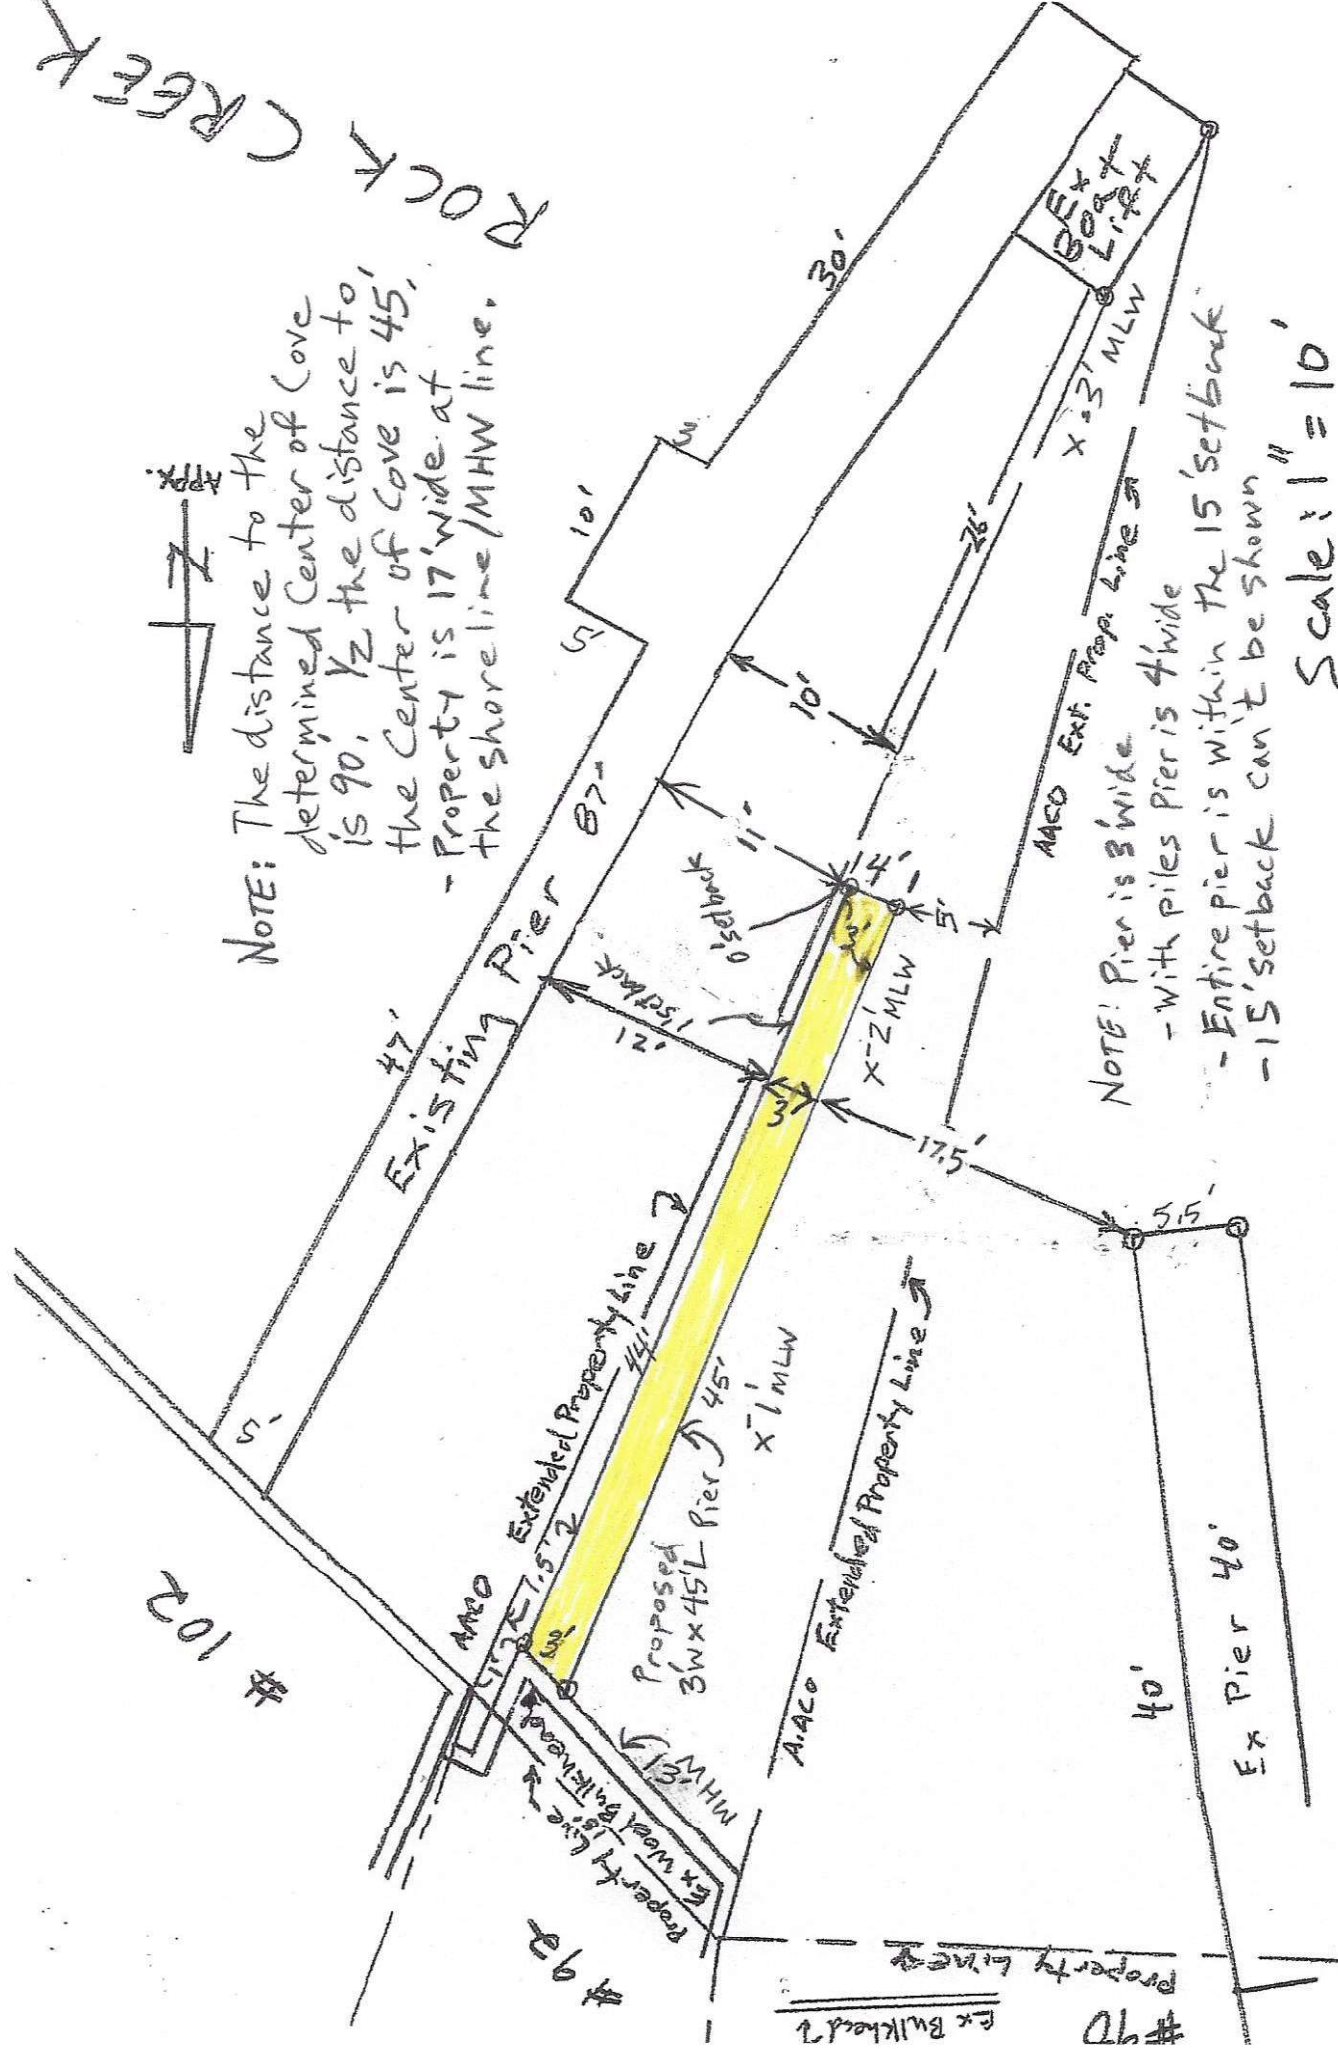 ROCK CREEK
APPX.
N
NOTE: The distance to the
determined Center of Cove
is 90'. 1/2 the distance to
the Center of Cove is 45'.
- Property is 17' wide at
the shoreline/MHW line.
30'
Ex
Boat
Lift
3'
10'
5'
87'
47'
Existing Pier
5'
10'
26'
X-3' MLW
AACO Ext. Prop. Line
11'
0' setback
4'
3'
5'
12'
1' setback
X-2' MLW
3'
17.5'
5.5'
NOTE: Pier is 3' wide
- with piles Pier is 4' wide
- Entire pier is within the 15' setback
- 15' setback can't be shown
Scale: 1" = 10'
AACO Extended Property Line
44'
45'
X-1' MLW
Proposed
3'W x 45'L Pier
1.5'
3'
# 102
AACO Extended Property Line
13.5'
MHW
Ex Wood Bulkhead
Property Line
# 92
Property Line
Ex Bulkhead
#90
40'
Ex Pier 40'